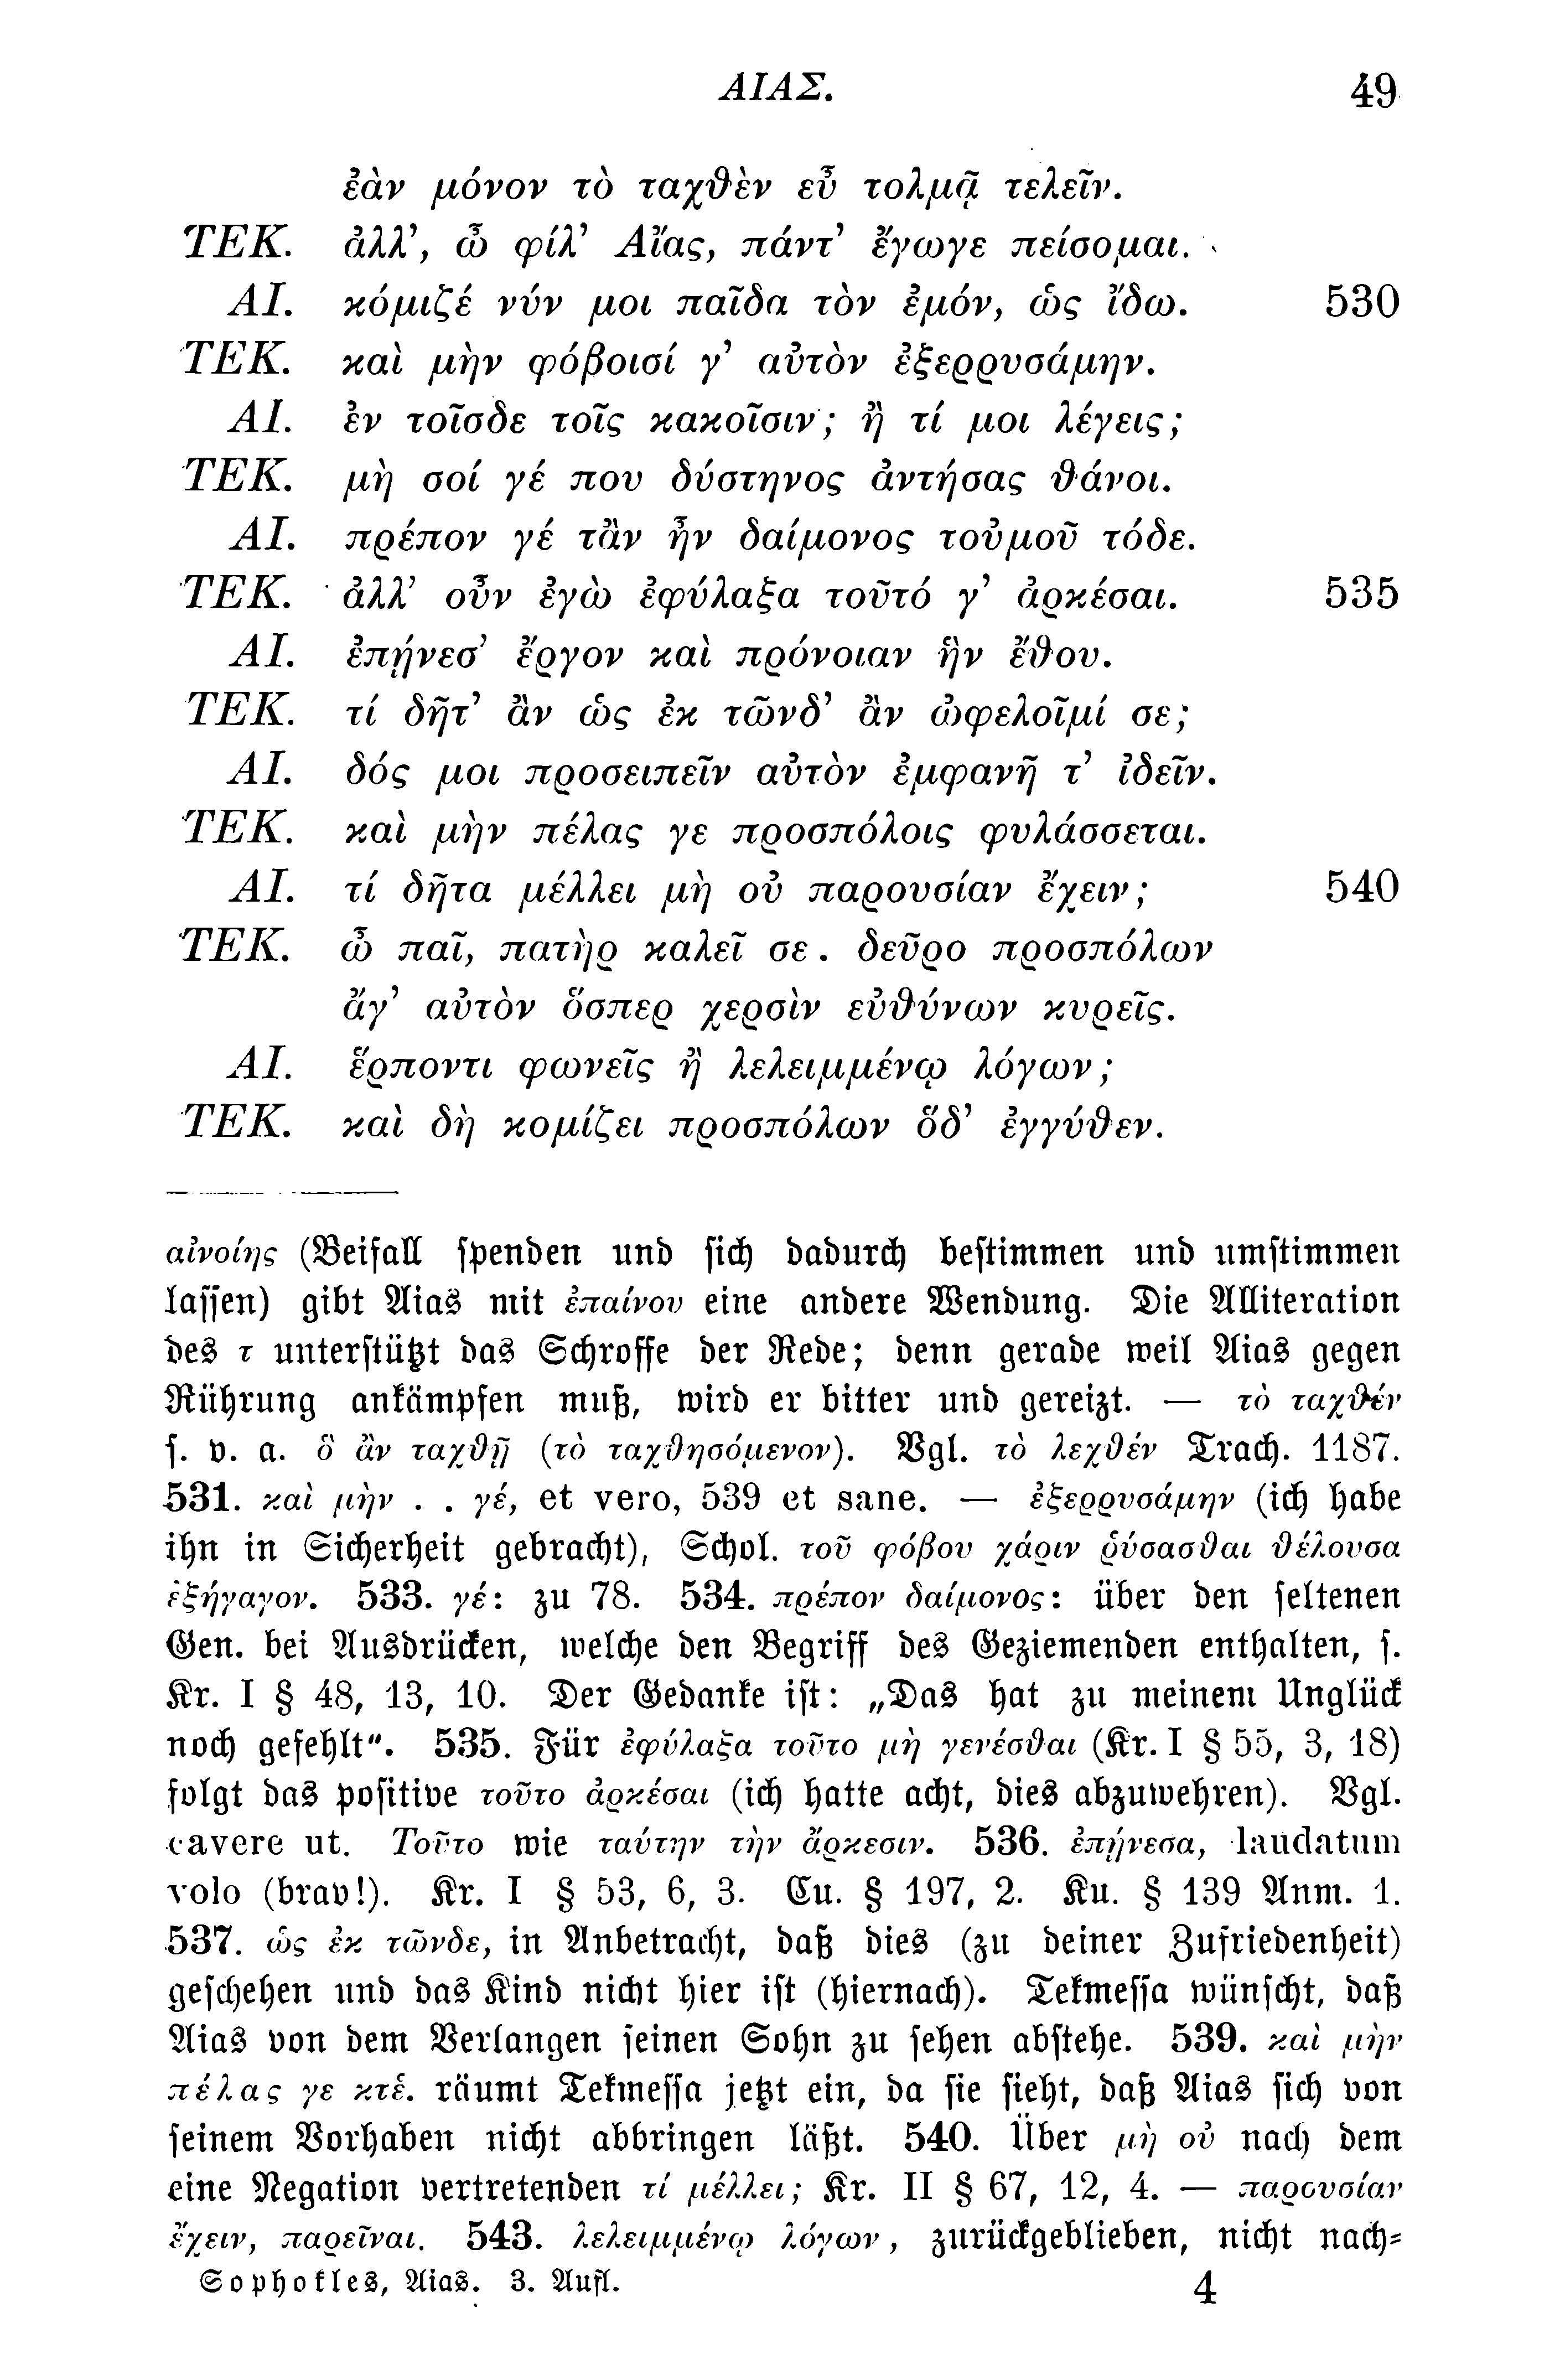 ΑΙΑΣ. 49
ἐὰν μόνον τὸ ταχθὲν εὖ τολμᾷ τελεῖν.
ΤΕΚ. ἀλλ’, ὦ φίλ’ Αἴας, πάντ’ ἔγωγε πείσομαι.
ΑΙ. κόμιζέ νύν μοι παῖδα τὸν ἐμόν, ὡς ἴδω. 530
ΤΕΚ. καὶ μὴν φόβοισί γ’ αὐτὸν ἐξερρυσάμην.
ΑΙ. ἐν τοῖσδε τοῖς κακοῖσιν; ἢ τί μοι λέγεις;
ΤΕΚ. μὴ σοί γέ που δύστηνος ἀντήσας θάνοι.
ΑΙ. πρέπον γέ τἂν ἦν δαίμονος τοὐμοῦ τόδε.
ΤΕΚ. ἀλλ’ οὖν ἐγὼ ἐφύλαξα τοῦτό γ’ ἀρκέσαι. 535
ΑΙ. ἐπῄνεσ’ ἔργον καὶ πρόνοιαν ἣν ἔθου.
ΤΕΚ. τί δῆτ’ ἂν ὡς ἐκ τῶνδ’ ἂν ὠφελοῖμί σε;
ΑΙ. δός μοι προσειπεῖν αὐτὸν ἐμφανῆ τ’ ἰδεῖν.
ΤΕΚ. καὶ μὴν πέλας γε προσπόλοις φυλάσσεται.
ΑΙ. τί δῆτα μέλλει μὴ οὐ παρουσίαν ἔχειν; 540
ΤΕΚ. ὦ παῖ, πατὴρ καλεῖ σε. δεῦρο προσπόλων
ἄγ’ αὐτὸν ὅσπερ χερσὶν εὐθύνων κυρεῖς.
ΑΙ. ἕρποντι φωνεῖς ἢ λελειμμένῳ λόγων;
ΤΕΚ. καὶ δὴ κομίζει προσπόλων ὅδ’ ἐγγύθεν.
αἰνοίης (Beifall spenden und sich dadurch bestimmen und umstimmen
lassen) gibt Aias mit ἐπαίνου eine andere Wendung. Die Alliteration
des τ unterstützt das Schroffe der Rede; denn gerade weil Aias gegen
Rührung ankämpfen muß, wird er bitter und gereizt. — τὸ ταχθέν
s. v. a. ὃ ἂν ταχθῇ (τὸ ταχθησόμενον). Vgl. τὸ λεχθέν Trach. 1187.
531. καὶ μὴν . . γέ, et vero, 539 et sane. — ἐξερρυσάμην (ich habe
ihn in Sicherheit gebracht), Schol. τοῦ φόβου χάριν ῥύσασθαι θέλουσα
ἐξήγαγον. 533. γέ: zu 78. 534. πρέπον δαίμονος: über den seltenen
Gen. bei Ausdrücken, welche den Begriff des Geziemenden enthalten, s.
Kr. I § 48, 13, 10. Der Gedanke ist: „Das hat zu meinem Unglück
noch gefehlt“. 535. Für ἐφύλαξα τοῦτο μὴ γενέσθαι (Kr. I § 55, 3, 18)
folgt das positive τοῦτο ἀρκέσαι (ich hatte acht, dies abzuwehren). Vgl.
cavere ut. Τοῦτο wie ταύτην τὴν ἄρκεσιν. 536. ἐπῄνεσα, laudatum
volo (brav!). Kr. I § 53, 6, 3. Cu. § 197, 2. Ku. § 139 Anm. 1.
537. ὡς ἐκ τῶνδε, in Anbetracht, daß dies (zu deiner Zufriedenheit)
geschehen und das Kind nicht hier ist (hiernach). Tekmessa wünscht, daß
Aias von dem Verlangen seinen Sohn zu sehen abstehe. 539. καὶ μὴν
πέλας γε κτἑ. räumt Tekmessa jetzt ein, da sie sieht, daß Aias sich von
seinem Vorhaben nicht abbringen läßt. 540. Über μὴ οὐ nach dem
eine Negation vertretenden τί μέλλει; Kr. II § 67, 12, 4. — παρουσίαν
ἔχειν, παρεῖναι. 543. λελειμμένῳ λόγων, zurückgeblieben, nicht nach-
Sophokles, Aias. 3. Aufl. 4